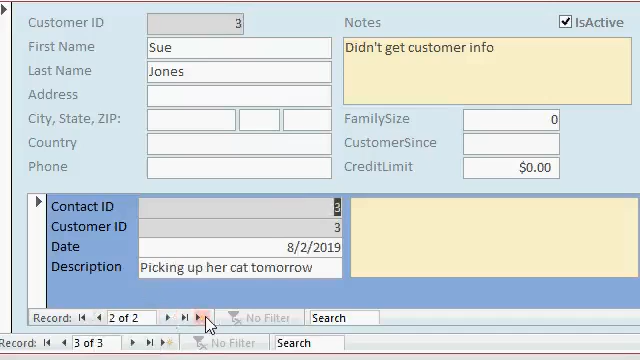 Customer ID 3 Notes IsActive
First Name Sue Didn't get customer info
Last Name Jones
Address
City, State, ZIP: FamilySize 0
Country CustomerSince
Phone CreditLimit $0.00
Contact ID 3
Customer ID 3
Date 8/2/2019
Description Picking up her cat tomorrow
Record: 2 of 2 No Filter Search
Record: 3 of 3 No Filter Search